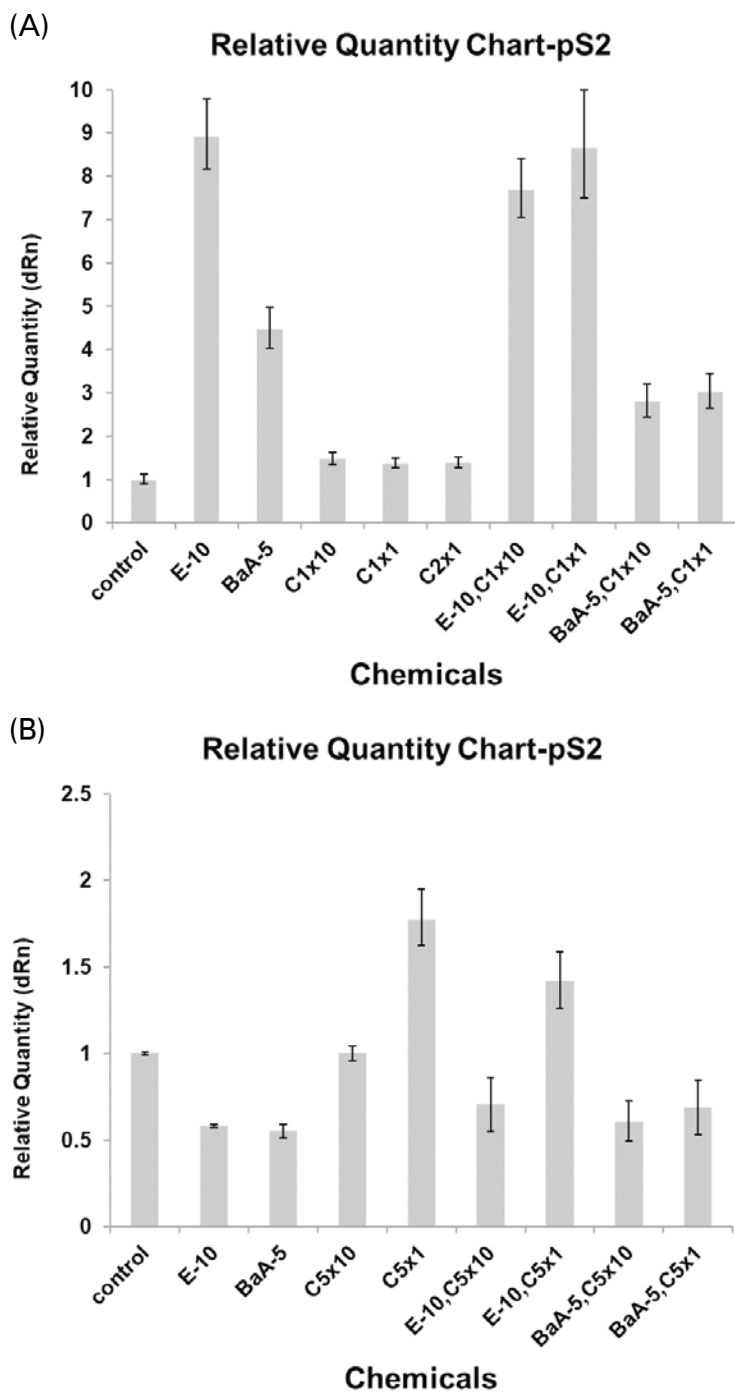 (A)
Relative Quantity Chart-pS2
Relative Quantity (dRn)
10
9
8
7
6
5
4
3
2
1
0
control
E-10
BaA-5
C1x10
C1x1
C2x1
E-10,C1x10
E-10,C1x1
BaA-5,C1x10
BaA-5,C1x1
Chemicals
(B)
Relative Quantity Chart-pS2
Relative Quantity (dRn)
2.5
2
1.5
1
0.5
0
control
E-10
BaA-5
C5x10
C5x1
E-10,C5x10
E-10,C5x1
BaA-5,C5x10
BaA-5,C5x1
Chemicals